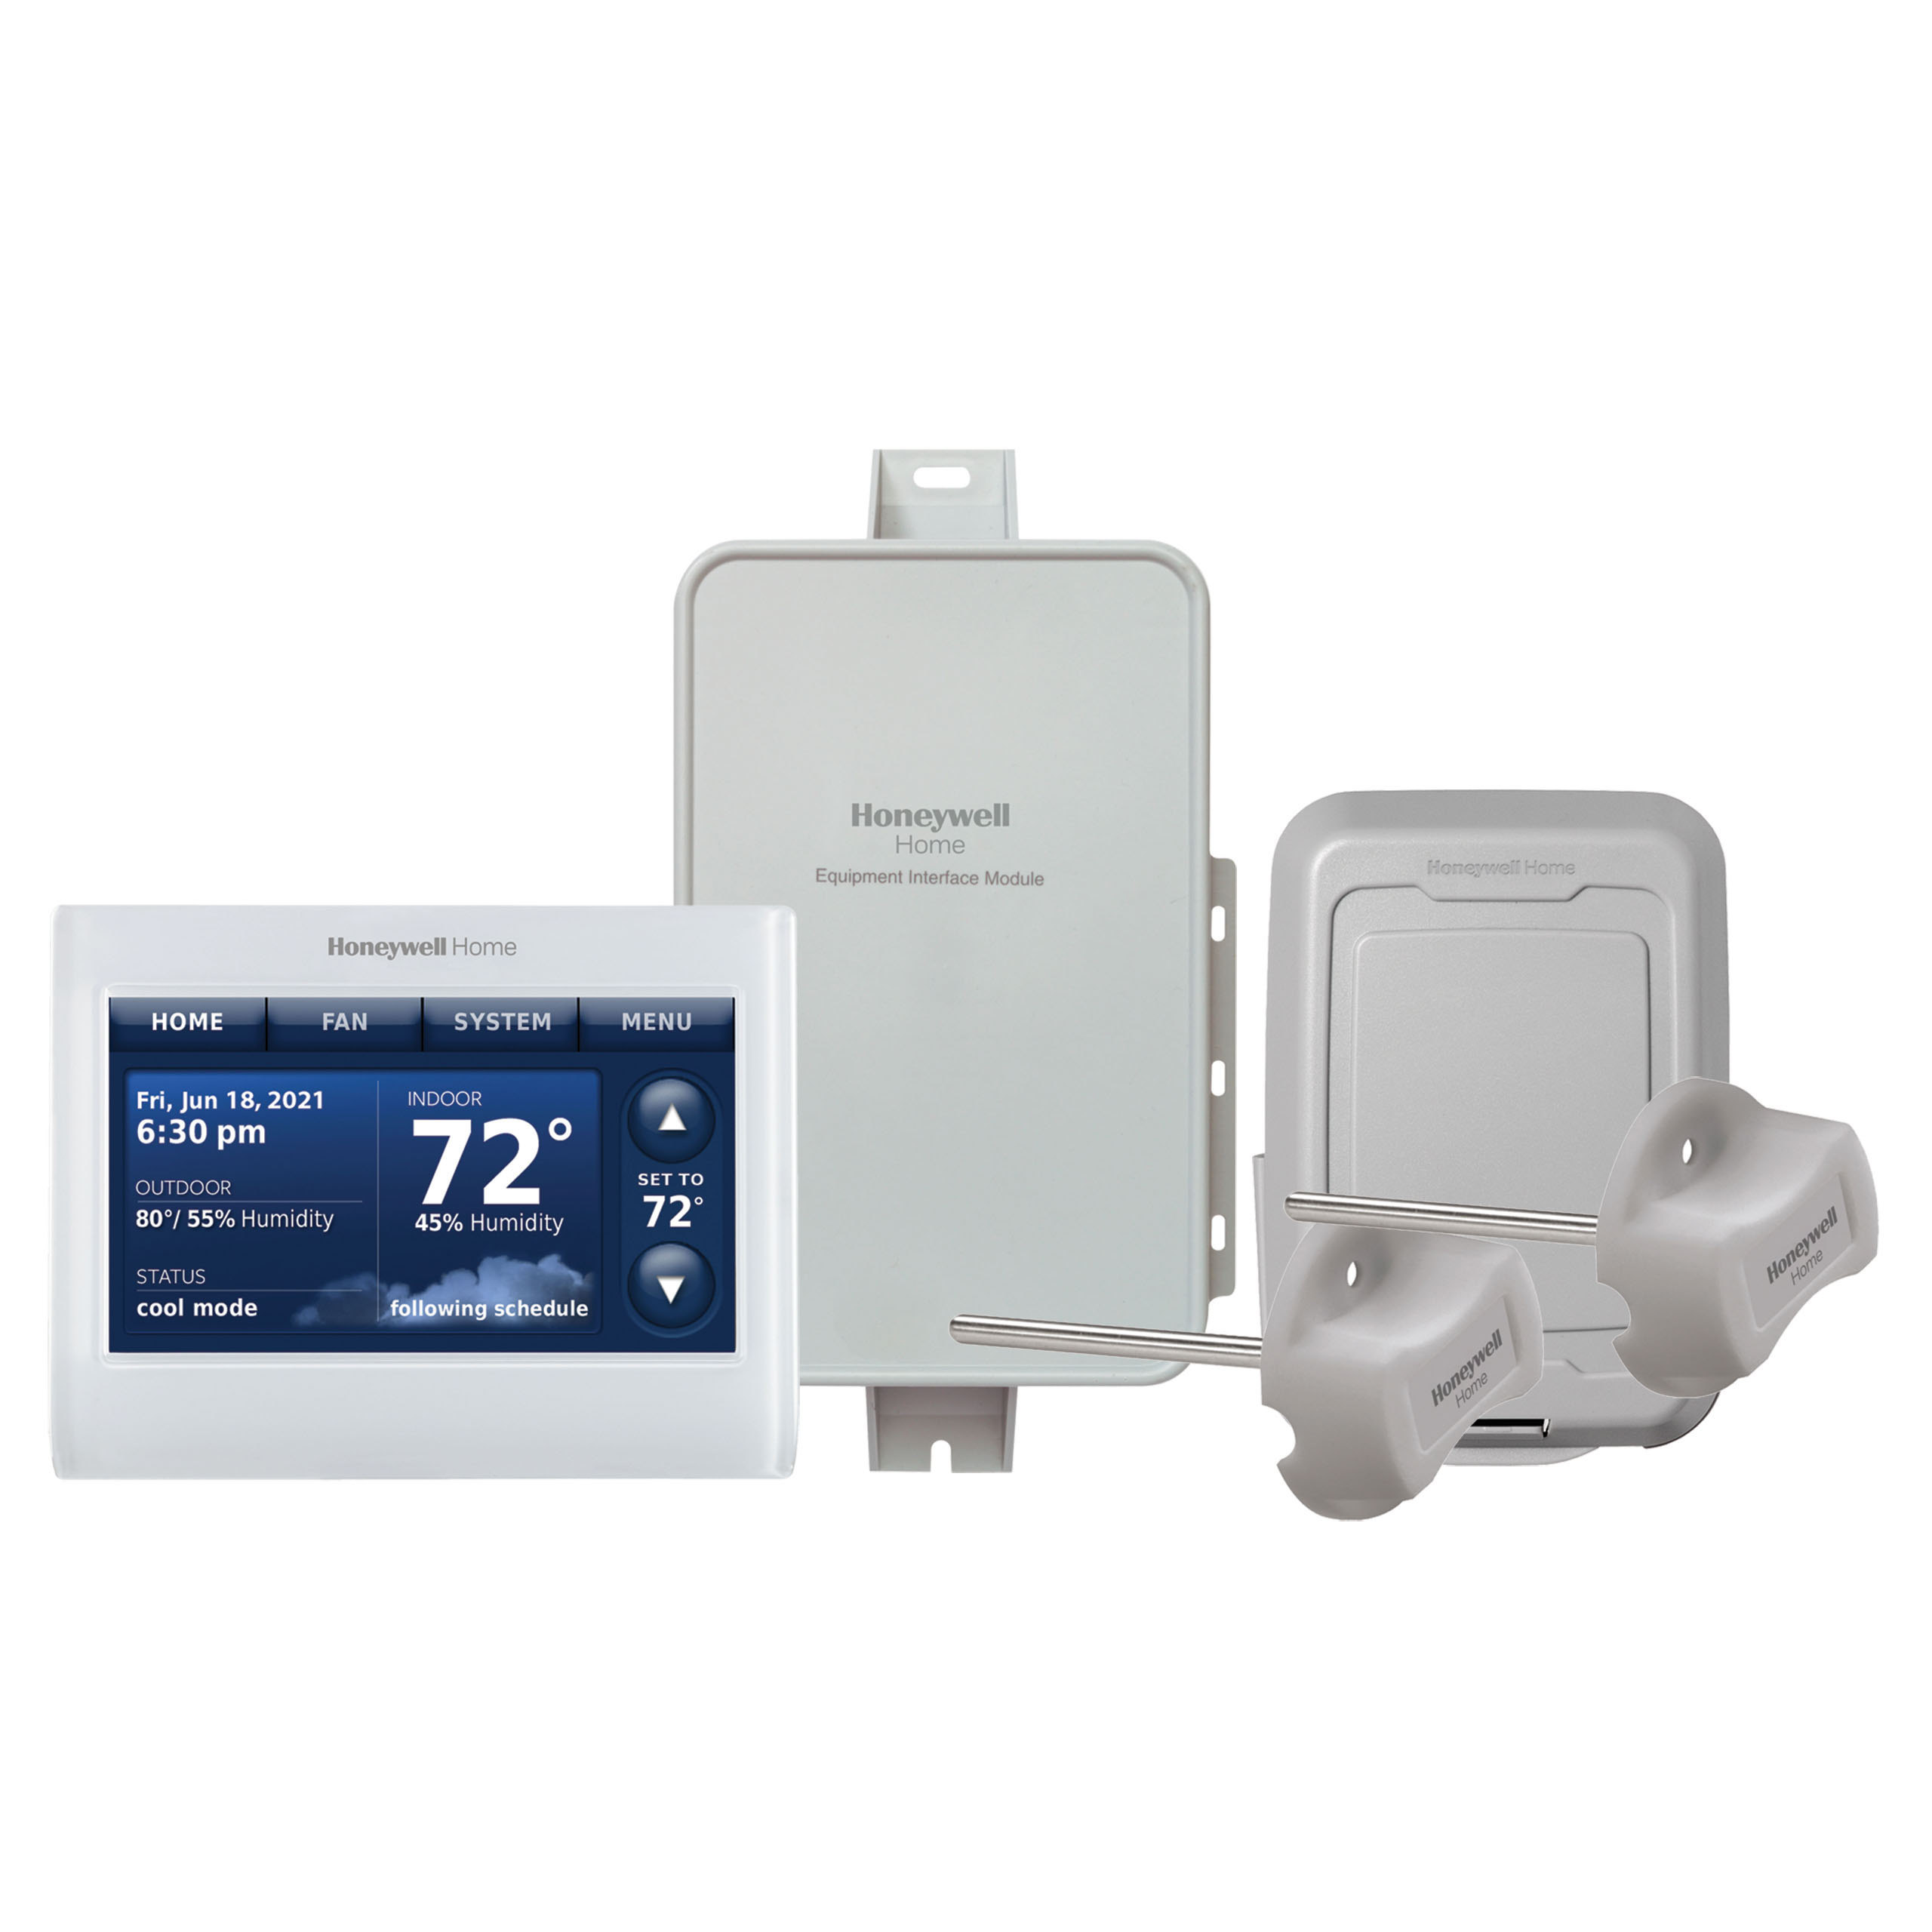 Honeywell
Home
Equipment Interface Module
Honeywell Home
Honeywell Home
HOME FAN SYSTEM MENU
Fri, Jun 18, 2021
6:30 pm
OUTDOOR
80°/ 55% Humidity
STATUS
cool mode
INDOOR
72°
45% Humidity
following schedule
SET TO
72°
Honeywell
Home
Honeywell
Home